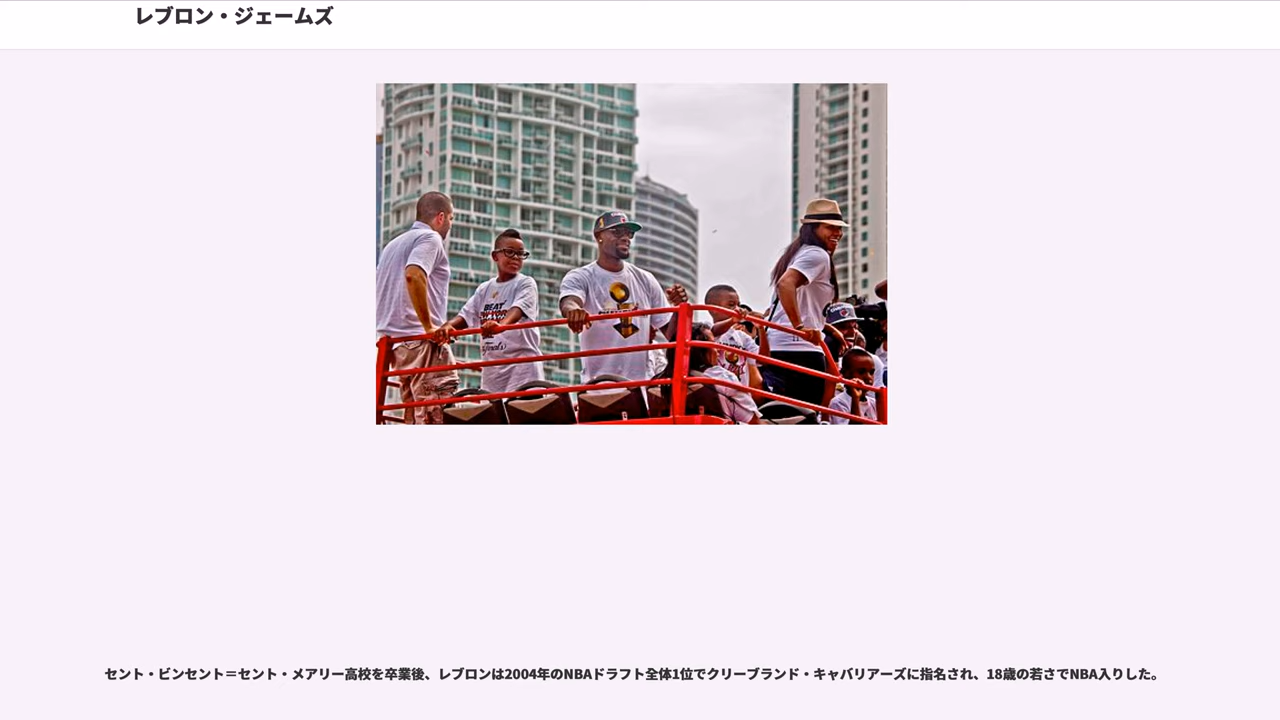 レブロン・ジェームズ
BEAT
セント・ビンセント＝セント・メアリー高校を卒業後、レブロンは2004年のNBAドラフト全体1位でクリーブランド・キャバリアーズに指名され、18歳の若さでNBA入りした。